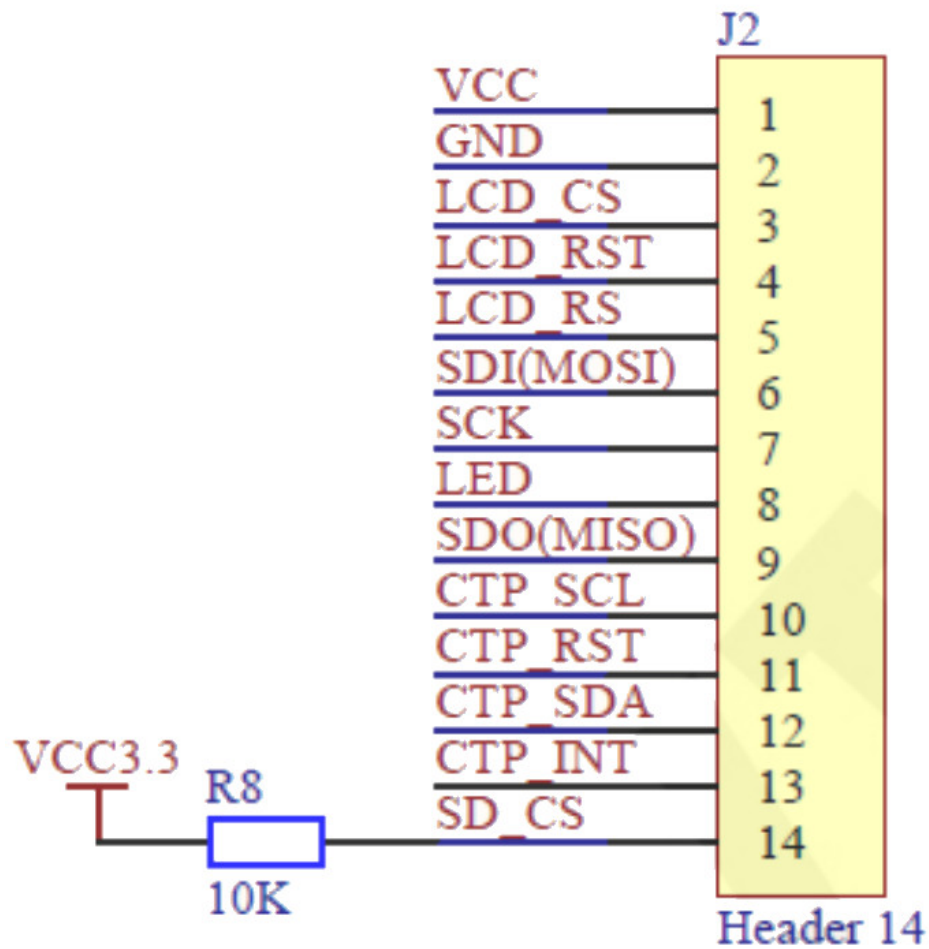 J2
VCC 1
GND 2
LCD_CS 3
LCD_RST 4
LCD_RS 5
SDI(MOSI) 6
SCK 7
LED 8
SDO(MISO) 9
CTP_SCL 10
CTP_RST 11
CTP_SDA 12
CTP_INT 13
VCC3.3
R8
SD_CS 14
10K
Header 14